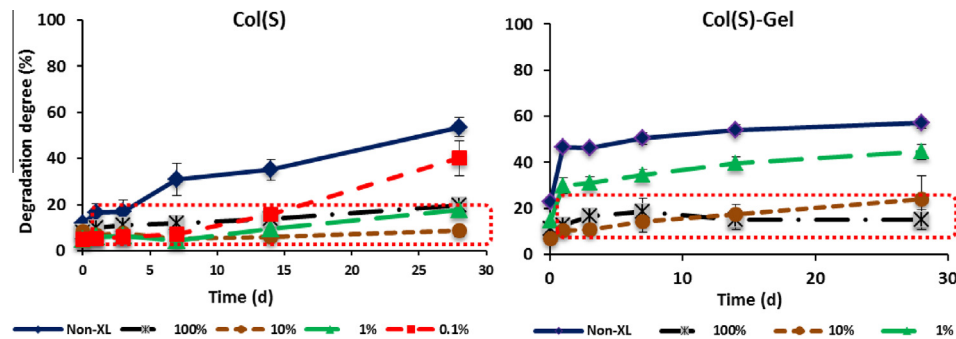 Col(S)
Degradation degree (%)
100
80
60
40
20
0
0 5 10 15 20 25 30
Time (d)
Non-XL 100% 10% 1% 0.1%
Col(S)-Gel
100
80
60
40
20
0
0 10 20 30
Time (d)
Non-XL 100% 10% 1%